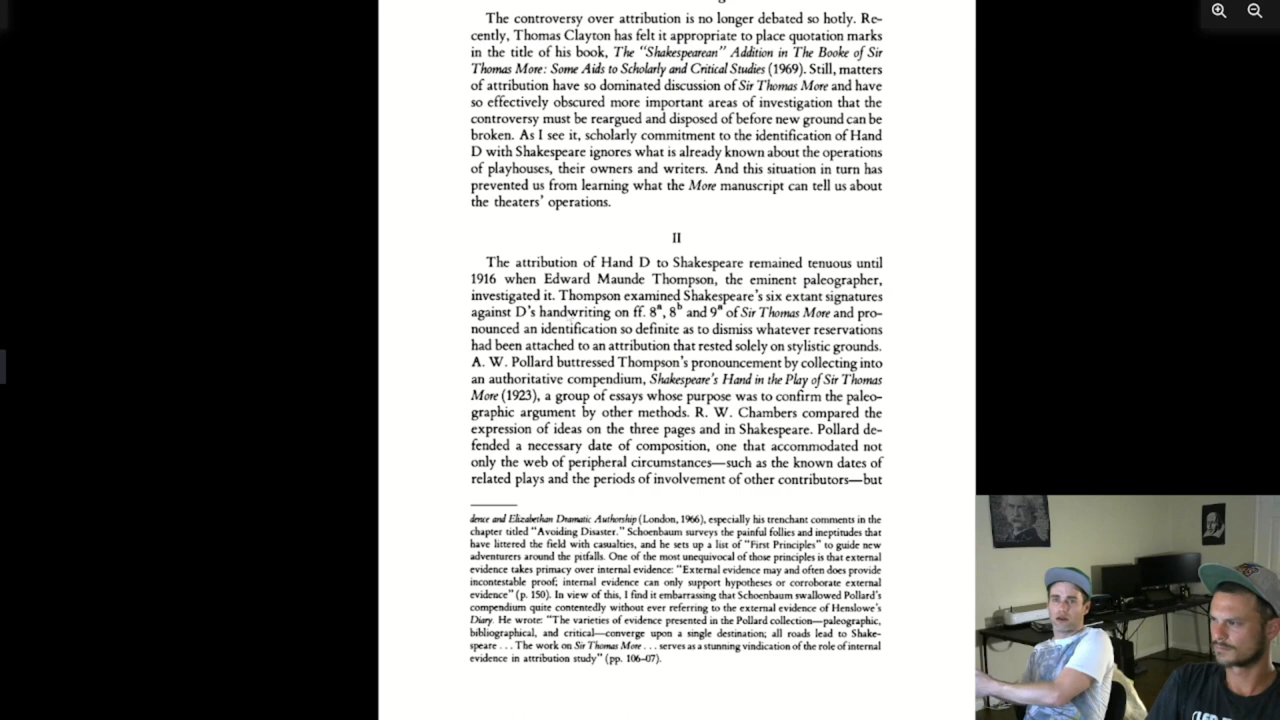 The controversy over attribution is no longer debated so hotly. Re-
cently, Thomas Clayton has felt it appropriate to place quotation marks
in the title of his book, The "Shakespearean" Addition in The Booke of Sir
Thomas More: Some Aids to Scholarly and Critical Studies (1969). Still, matters
of attribution have so dominated discussion of Sir Thomas More and have
so effectively obscured more important areas of investigation that the
controversy must be reargued and disposed of before new ground can be
broken. As I see it, scholarly commitment to the identification of Hand
D with Shakespeare ignores what is already known about the operations
of playhouses, their owners and writers. And this situation in turn has
prevented us from learning what the More manuscript can tell us about
the theaters' operations.
II
The attribution of Hand D to Shakespeare remained tenuous until
1916 when Edward Maunde Thompson, the eminent paleographer,
investigated it. Thompson examined Shakespeare's six extant signatures
against D's handwriting on ff. 8ª, 8ᵇ and 9ª of Sir Thomas More and pro-
nounced an identification so definite as to dismiss whatever reservations
had been attached to an attribution that rested solely on stylistic grounds.
A. W. Pollard buttressed Thompson's pronouncement by collecting into
an authoritative compendium, Shakespeare's Hand in the Play of Sir Thomas
More (1923), a group of essays whose purpose was to confirm the paleo-
graphic argument by other methods. R. W. Chambers compared the
expression of ideas on the three pages and in Shakespeare. Pollard de-
fended a necessary date of composition, one that accommodated not
only the web of peripheral circumstances—such as the known dates of
related plays and the periods of involvement of other contributors—but
dence and Elizabethan Dramatic Authorship (London, 1966), especially his trenchant comments in the
chapter titled "Avoiding Disaster." Schoenbaum surveys the painful follies and ineptitudes that
have littered the field with casualties, and he sets up a list of "First Principles" to guide new
adventurers around the pitfalls. One of the most unequivocal of those principles is that external
evidence takes primacy over internal evidence: "External evidence may and often does provide
incontestable proof; internal evidence can only support hypotheses or corroborate external
evidence" (p. 150). In view of this, I find it embarrassing that Schoenbaum swallowed Pollard's
compendium quite contentedly without ever referring to the external evidence of Henslowe's
Diary. He wrote: "The varieties of evidence presented in the Pollard collection—paleographic,
bibliographical, and critical—converge upon a single destination; all roads lead to Shake-
speare . . . The work on Sir Thomas More . . . serves as a stunning vindication of the role of internal
evidence in attribution study" (pp. 106–07).